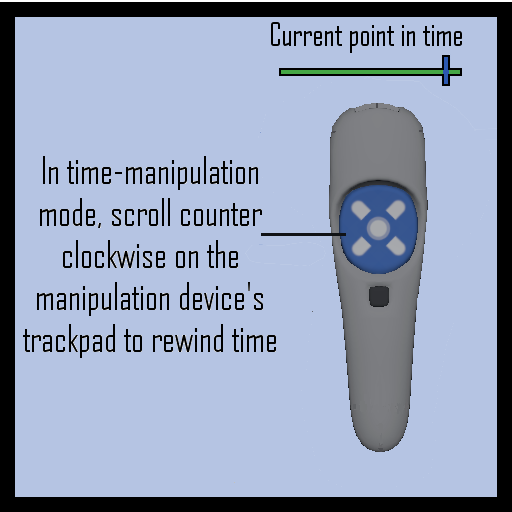 Current point in time
In time-manipulation
mode, scroll counter
clockwise on the
manipulation device's
trackpad to rewind time